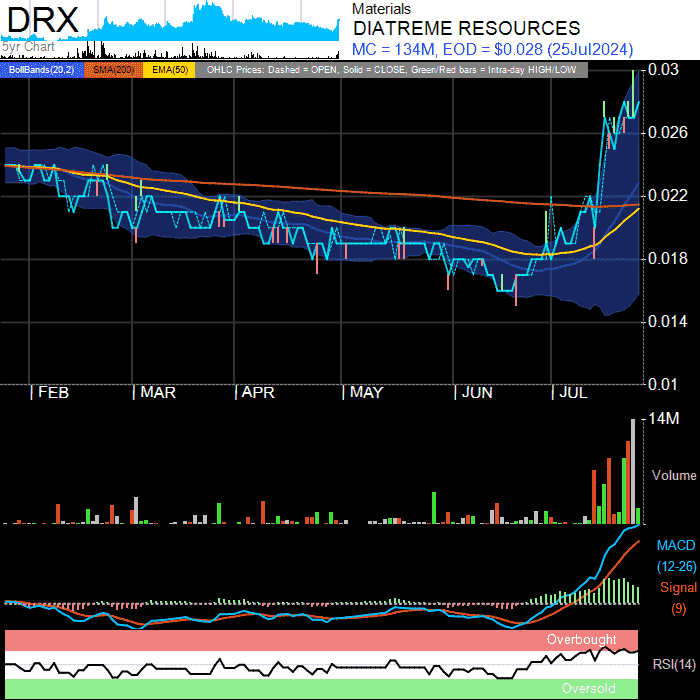 DRX
Materials
DIATREME RESOURCES
5yr Chart
MC = 134M, EOD = $0.028 (25Jul2024)
BollBands(20,2) SMA(200) EMA(50) OHLC Prices: Dashed = OPEN, Solid = CLOSE, Green/Red bars = Intra-day HIGH/LOW
0.03
0.026
0.022
0.018
0.014
0.01
FEB MAR APR MAY JUN JUL
14M
Volume
MACD
(12-26)
Signal
(9)
Overbought
RSI(14)
Oversold